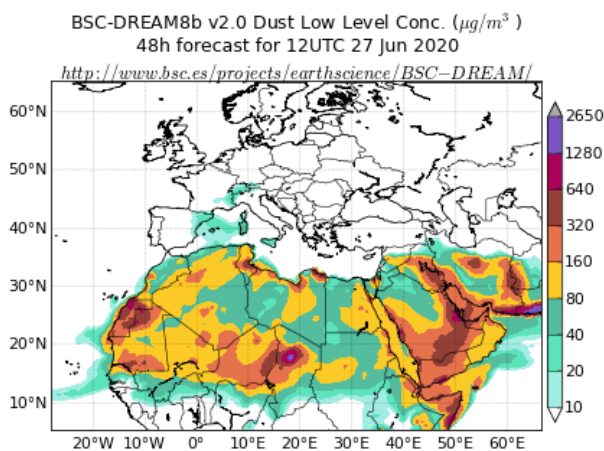 BSC-DREAM8b v2.0 Dust Low Level Conc. (μg/m³ )
48h forecast for 12UTC 27 Jun 2020
http://www.bsc.es/projects/earthscience/BSC−DREAM/
60°N
50°N
40°N
30°N
20°N
10°N
20°W 10°W 0° 10°E 20°E 30°E 40°E 50°E 60°E
2650
1280
640
320
160
80
40
20
10